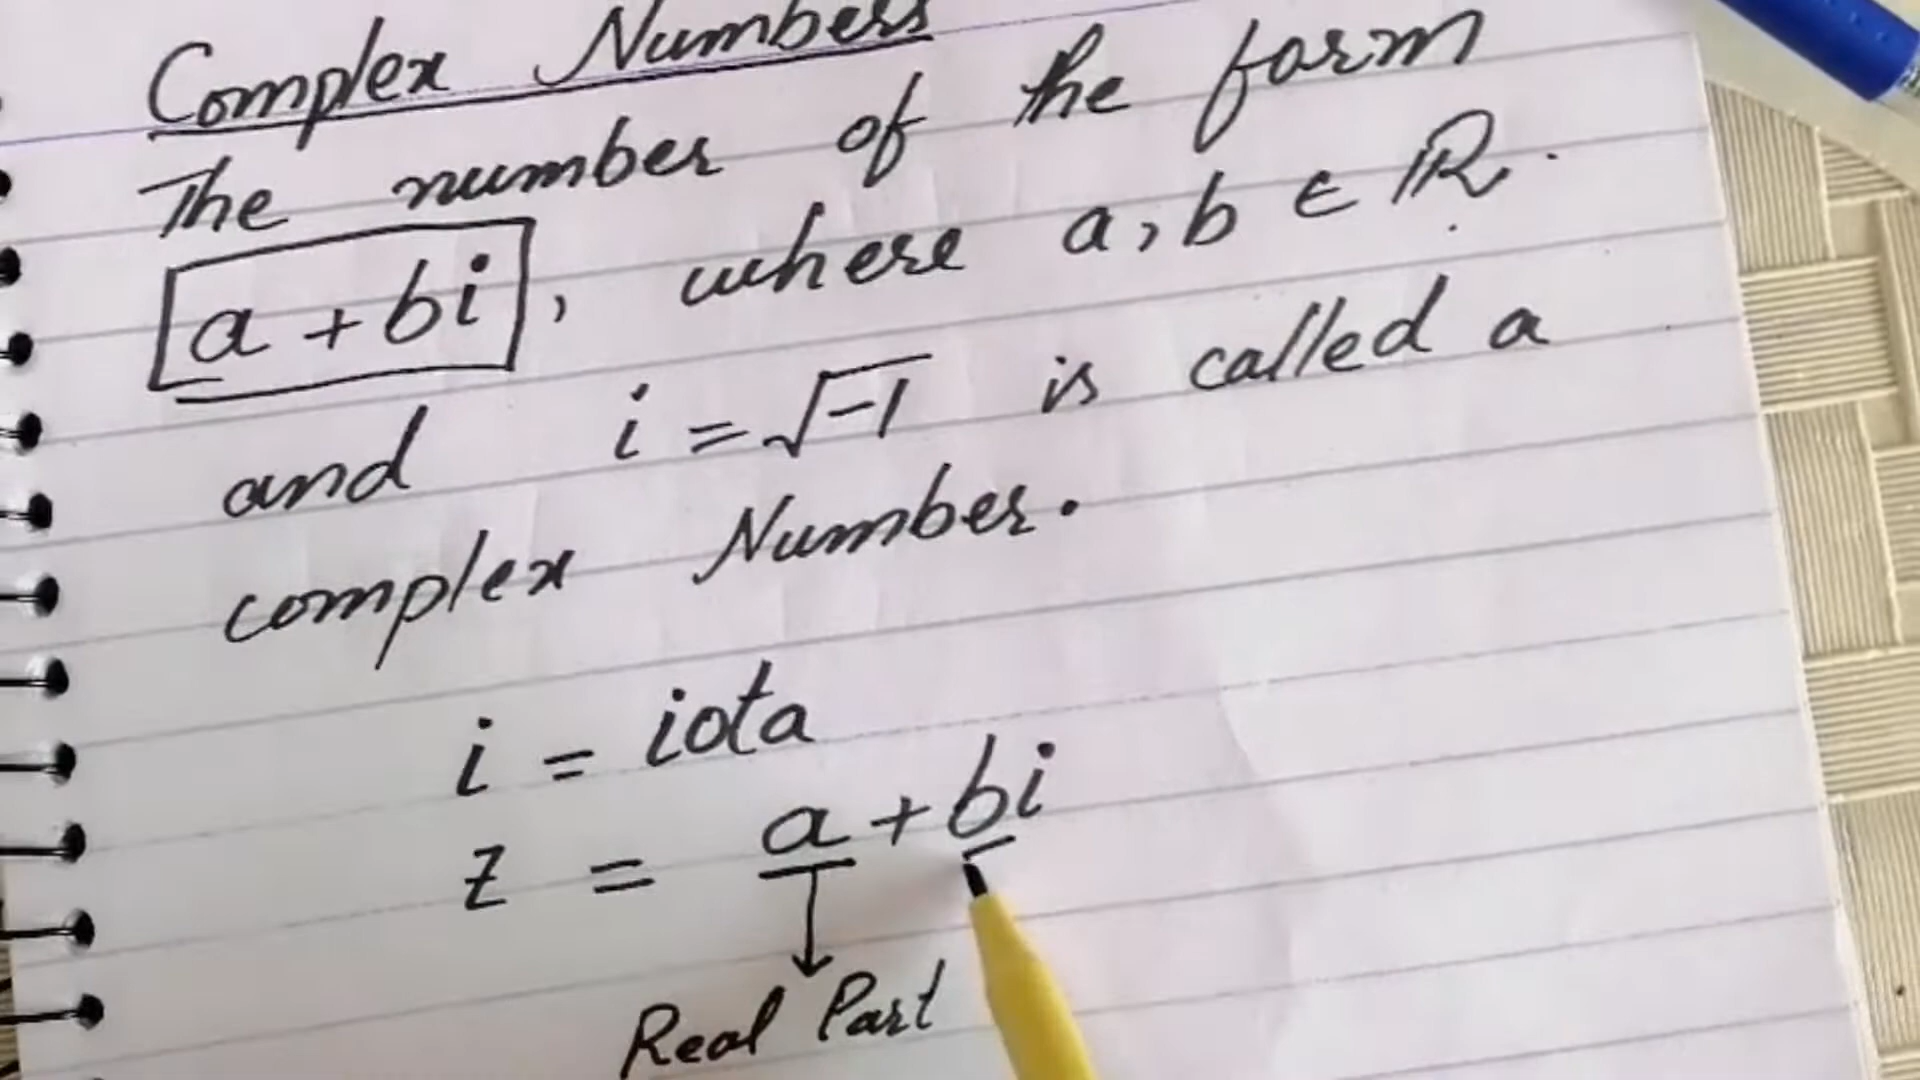 Complex Numbers
The number of the form
a + bi, where a, b ∈ ℝ.
and i = √-1 is called a
complex Number.
i = iota
z = a + bi
Real Part